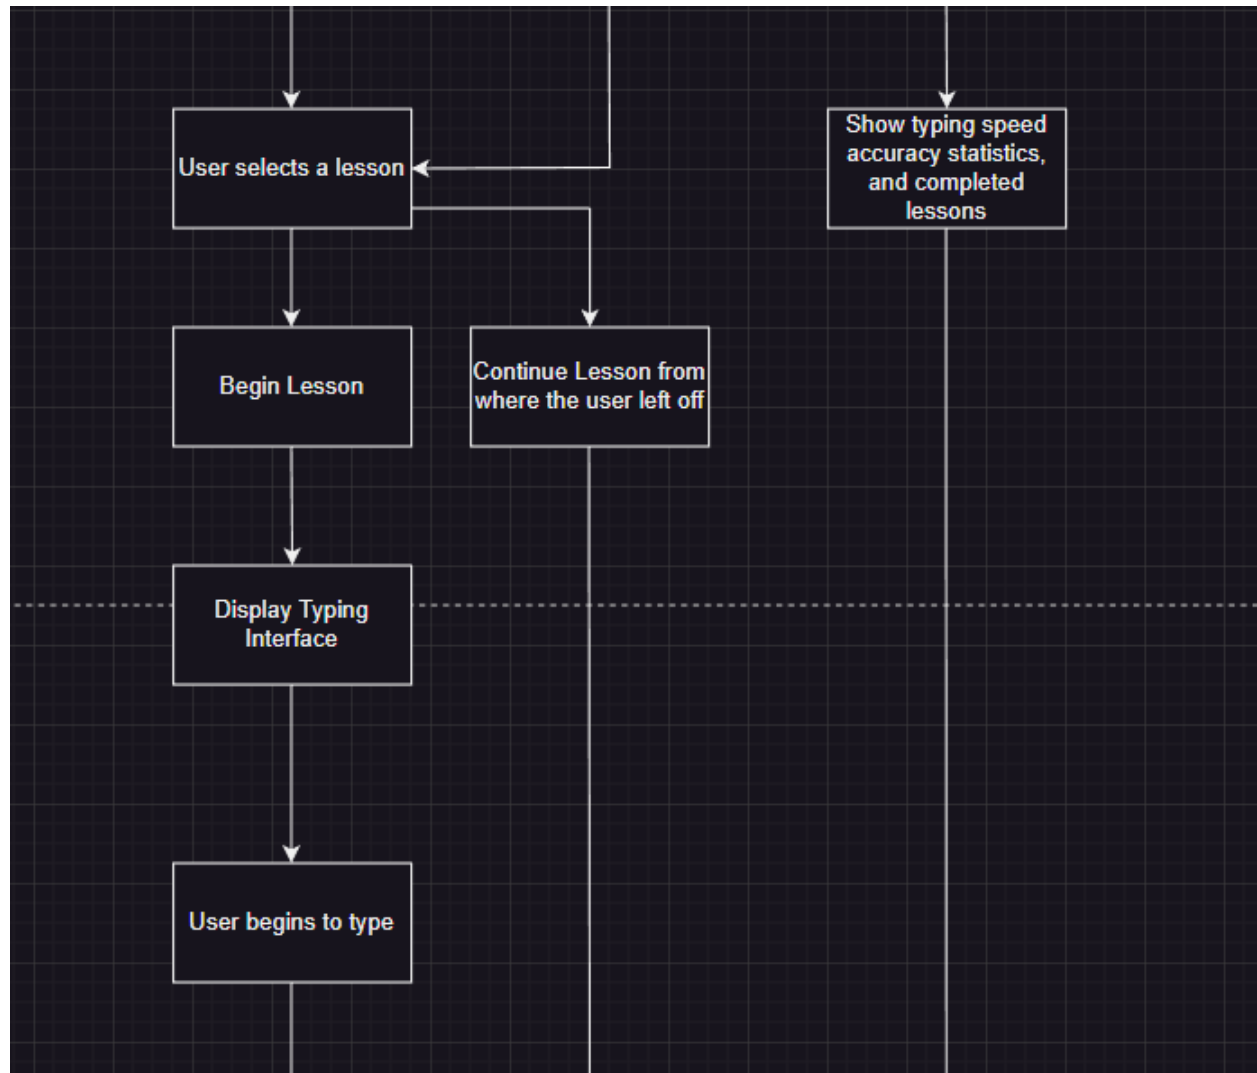 User selects a lesson
Show typing speed
accuracy statistics,
and completed
lessons
Begin Lesson
Continue Lesson from
where the user left off
Display Typing
Interface
User begins to type